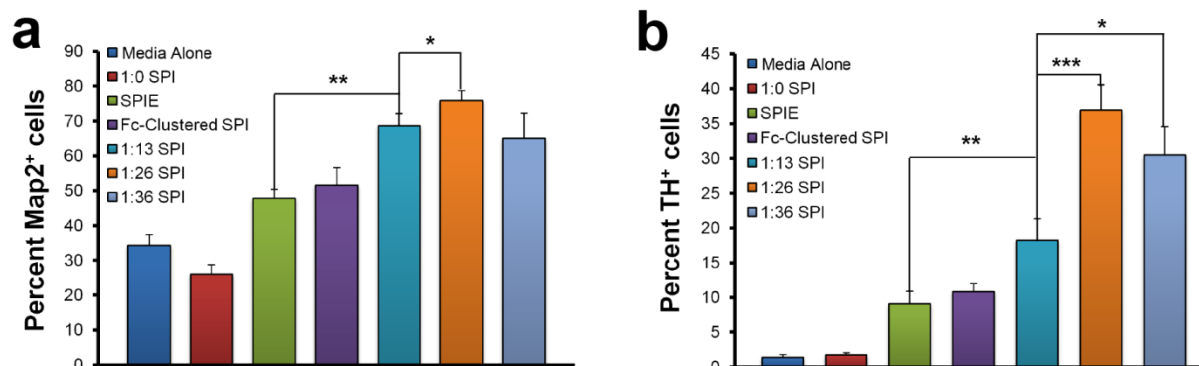 a
Percent Map2⁺ cells
90
80
70
60
50
40
30
20
10
0
Media Alone
1:0 SPI
SPIE
Fc-Clustered SPI
1:13 SPI
1:26 SPI
1:36 SPI
**
*
b
Percent TH⁺ cells
45
40
35
30
25
20
15
10
5
0
Media Alone
1:0 SPI
SPIE
Fc-Clustered SPI
1:13 SPI
1:26 SPI
1:36 SPI
**
***
*